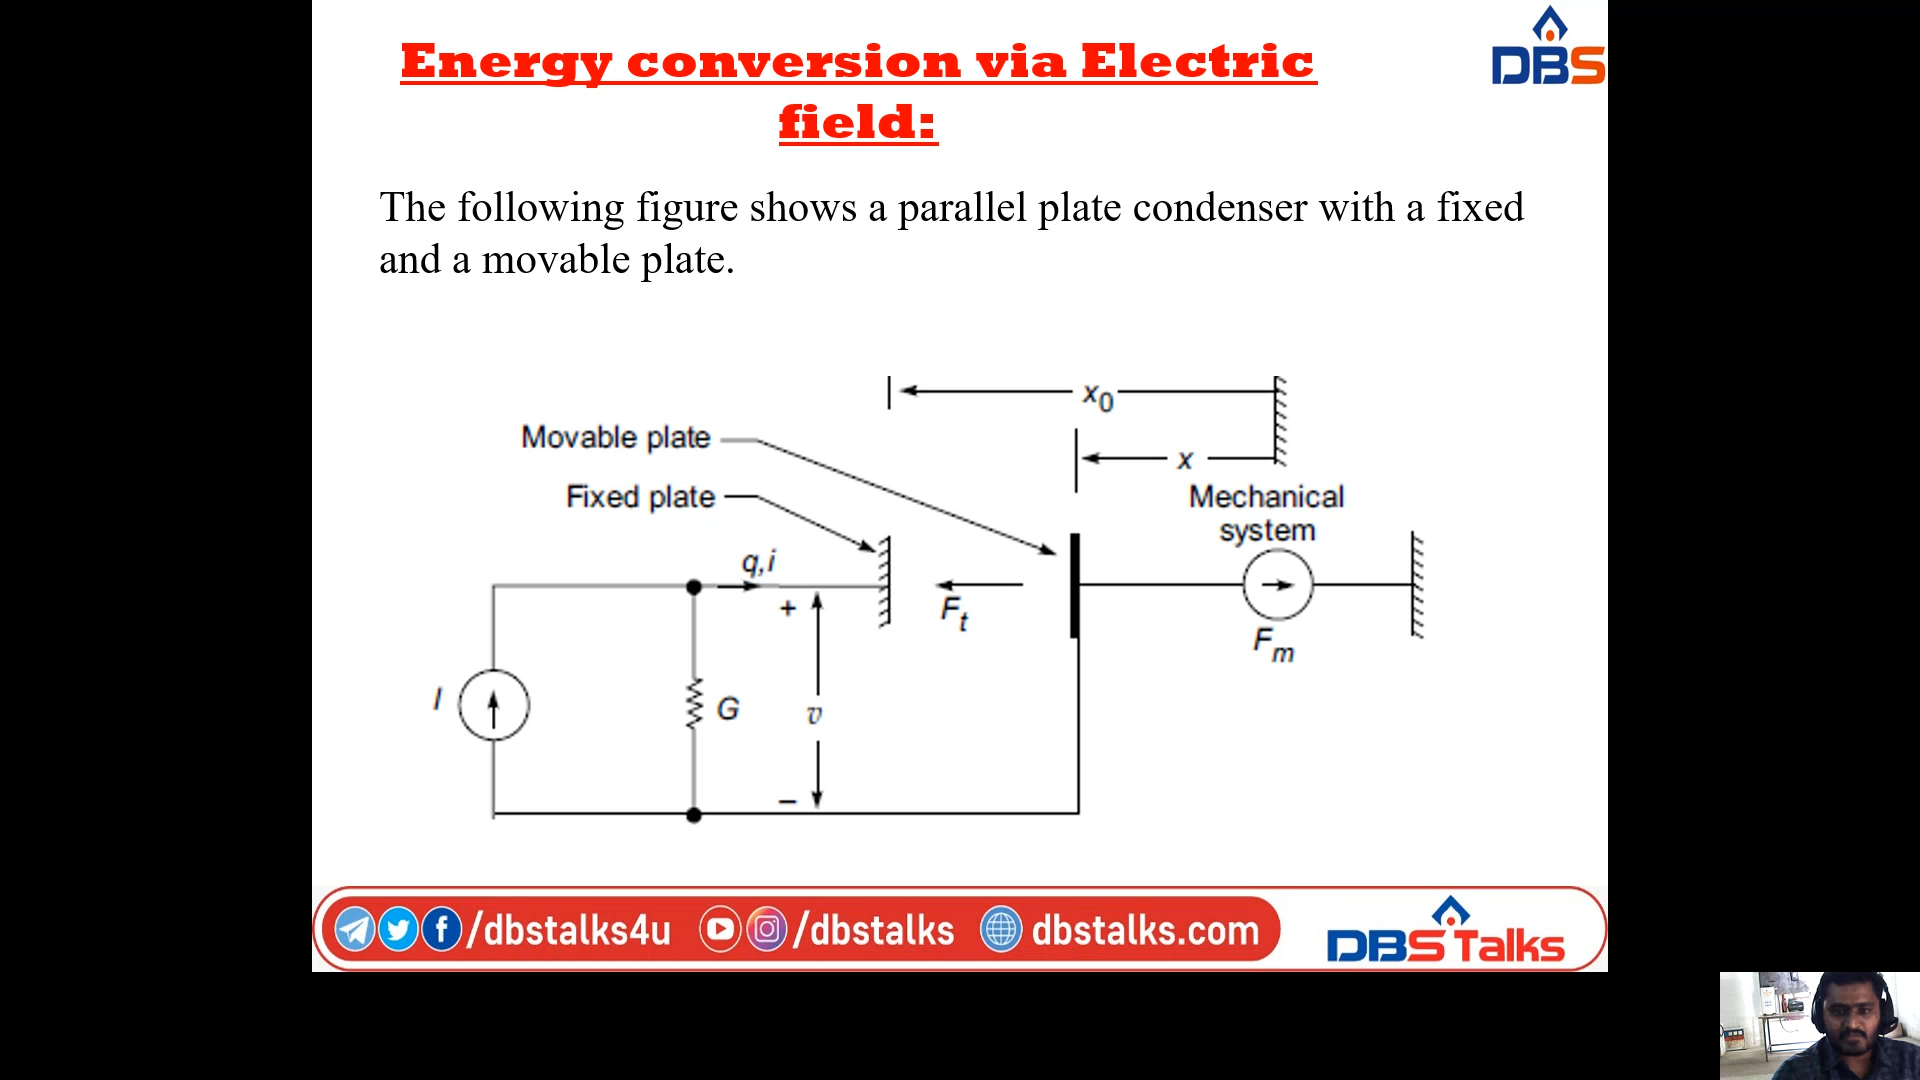 Energy conversion via Electric
field:
DBS
The following figure shows a parallel plate condenser with a fixed
and a movable plate.
x0
Movable plate
x
Fixed plate
Mechanical
system
q,i
+
Ft
Fm
I
G
v
–
/dbstalks4u
/dbstalks
dbstalks.com
DBS Talks